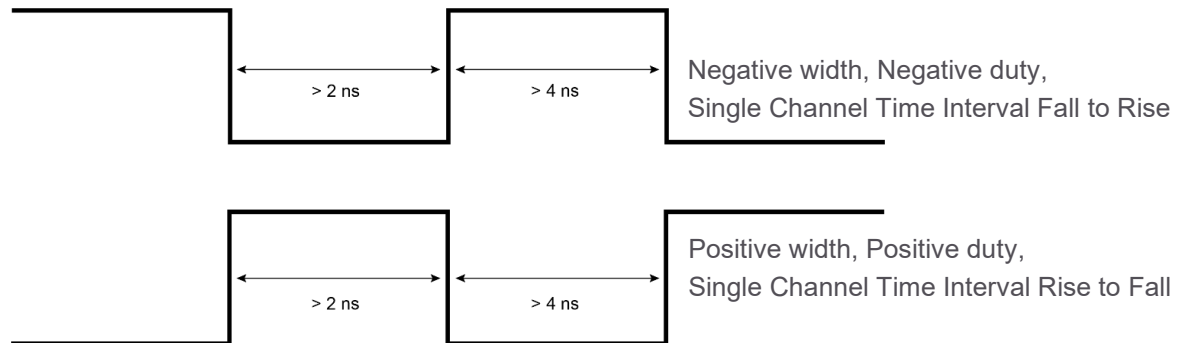 > 2 ns
> 4 ns
Negative width, Negative duty,
Single Channel Time Interval Fall to Rise
> 2 ns
> 4 ns
Positive width, Positive duty,
Single Channel Time Interval Rise to Fall